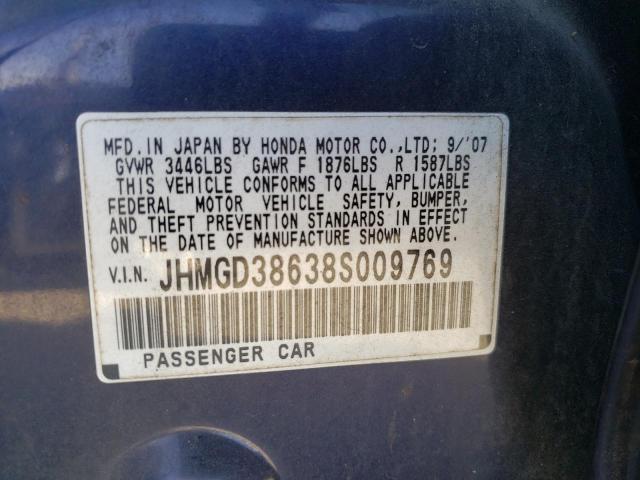 MFD. IN JAPAN BY HONDA MOTOR CO.,LTD; 9/'07
GVWR 3446LBS GAWR F 1876LBS R 1587LBS
THIS VEHICLE CONFORMS TO ALL APPLICABLE
FEDERAL MOTOR VEHICLE SAFETY, BUMPER,
AND THEFT PREVENTION STANDARDS IN EFFECT
ON THE DATE OF MANUFACTURE SHOWN ABOVE.
V.I.N. JHMGD38638S009769
PASSENGER CAR